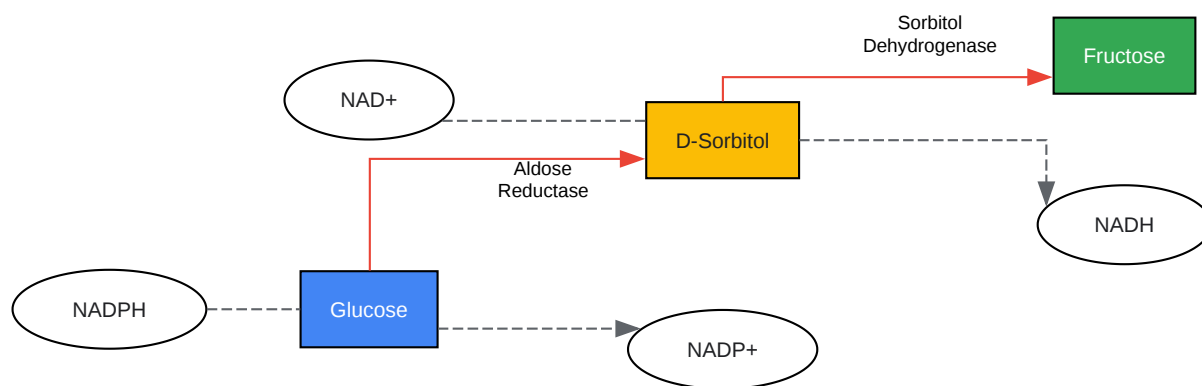 Sorbitol
Dehydrogenase
Fructose
NAD+
D-Sorbitol
Aldose
Reductase
NADH
NADPH
Glucose
NADP+